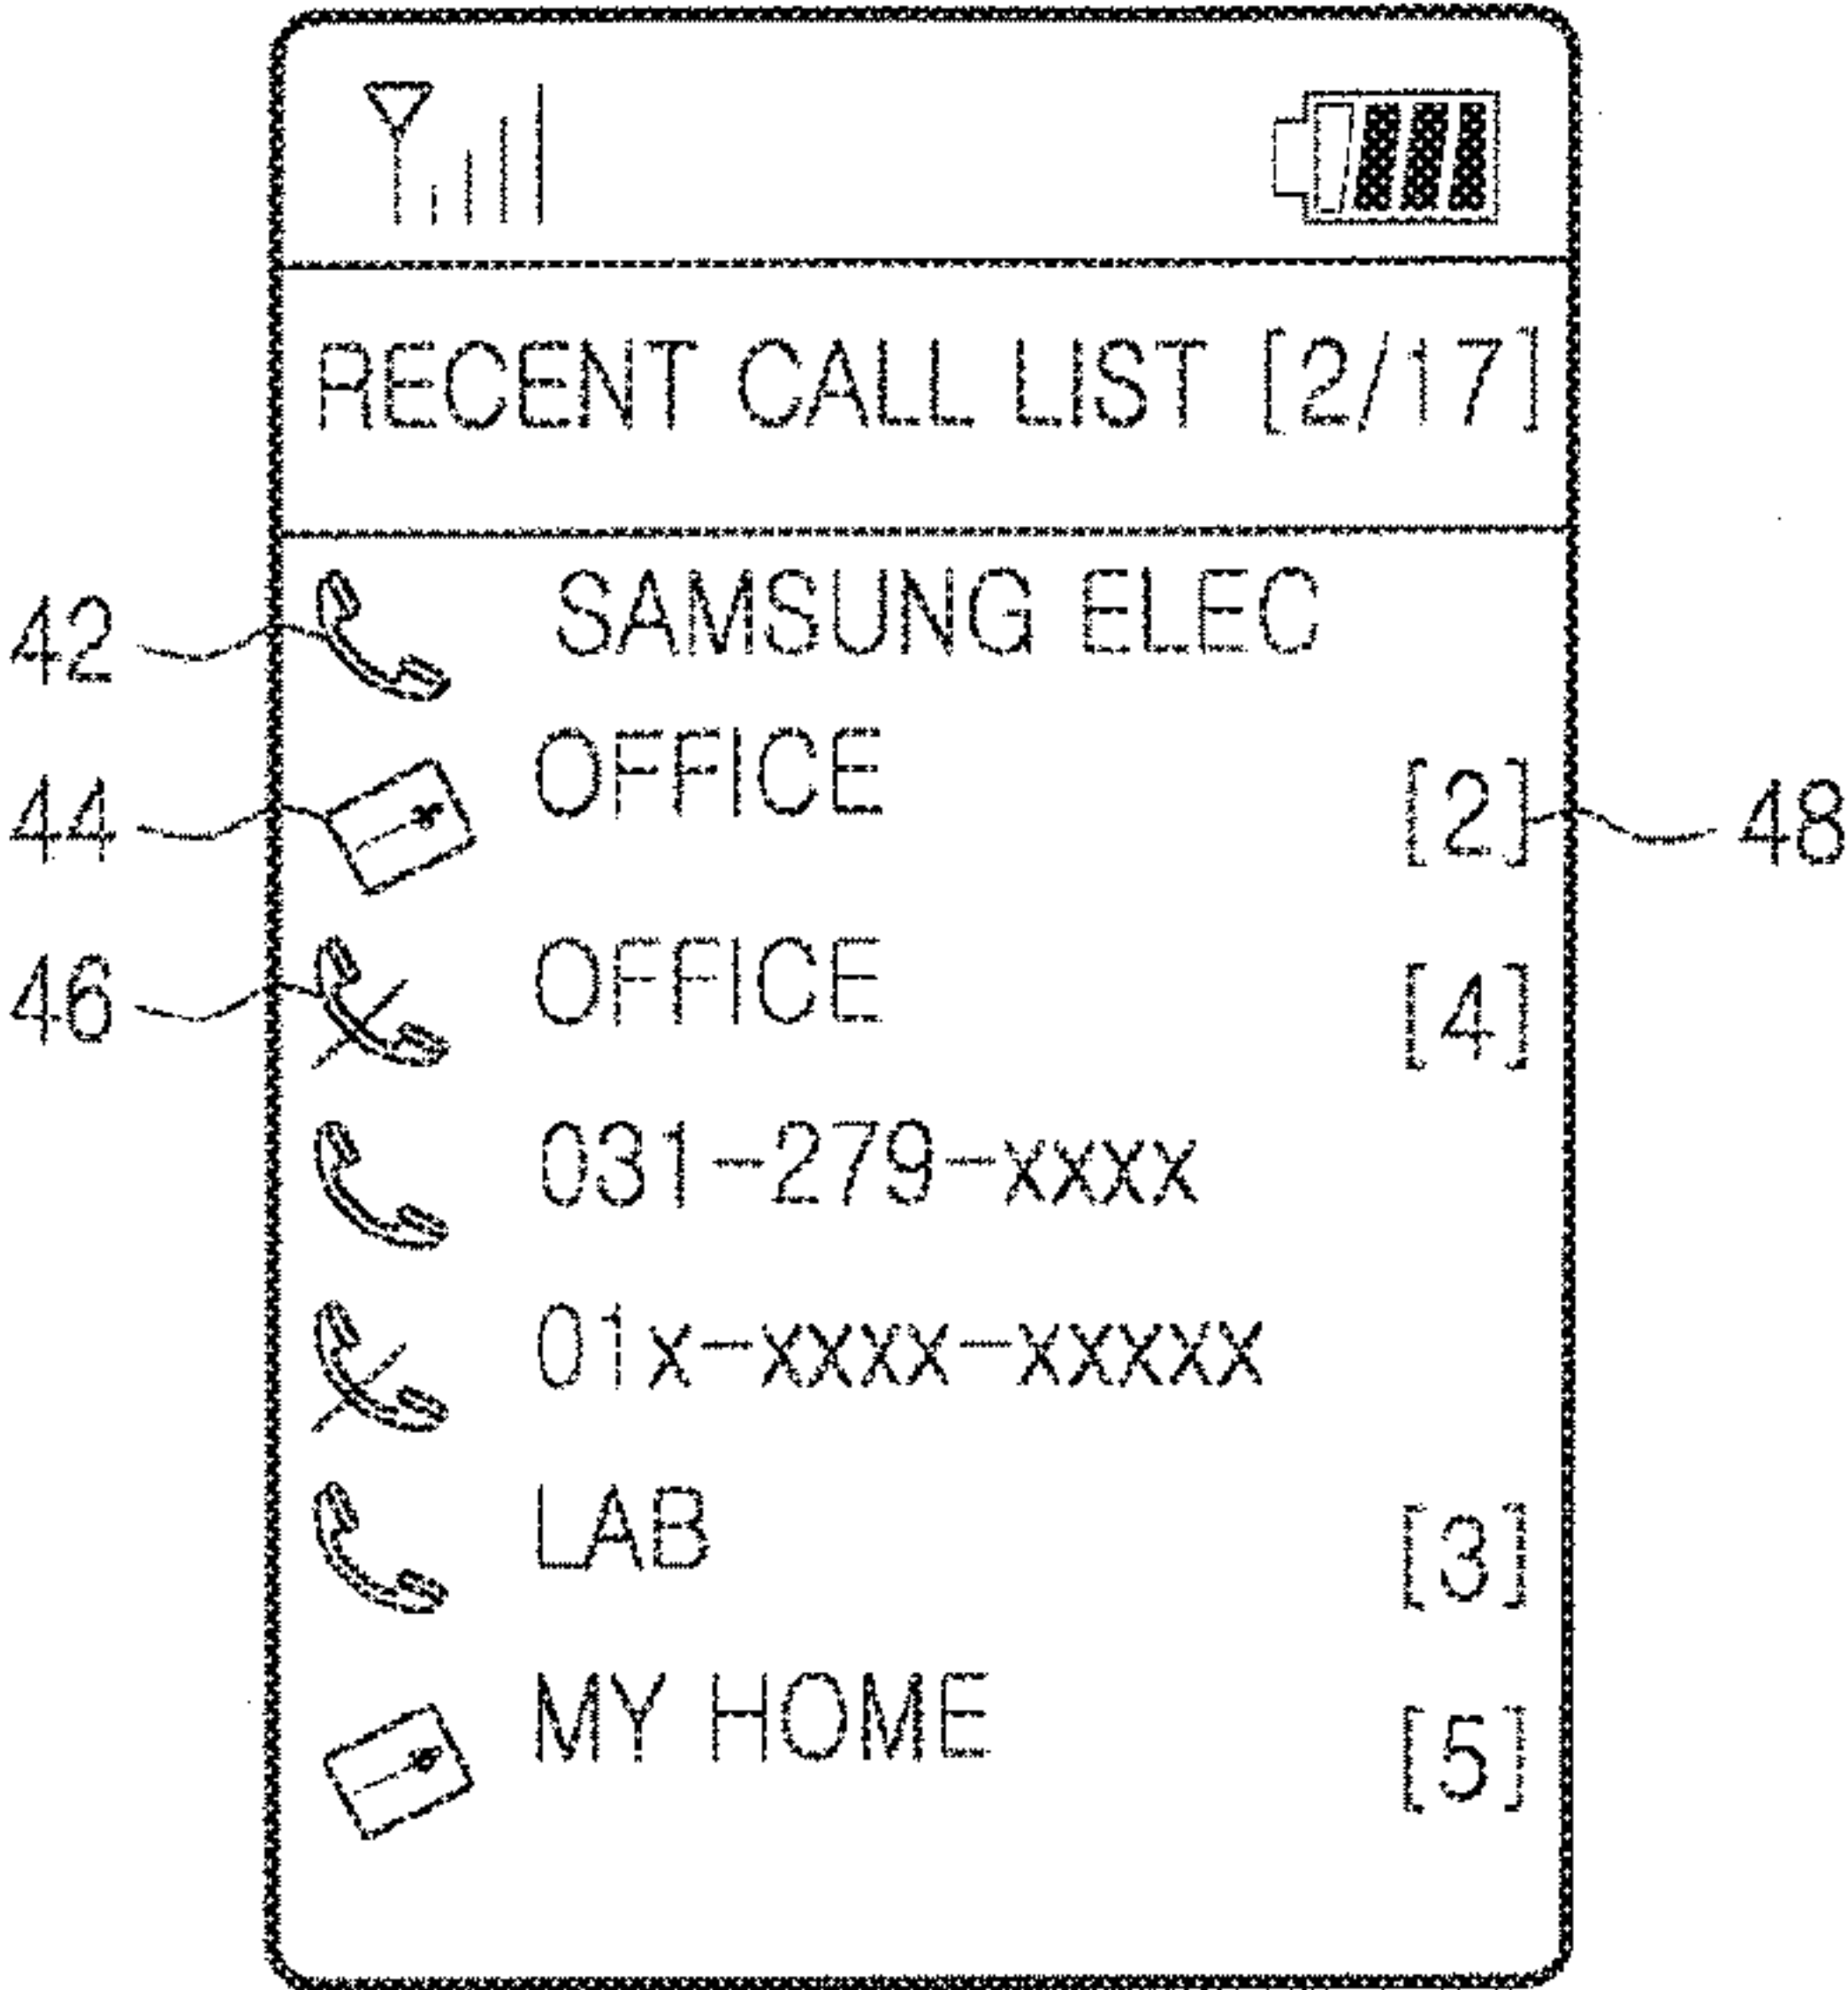 RECENT CALL LIST [2/17]
42 SAMSUNG ELEC
44 OFFICE [2] 48
46 OFFICE [4]
031-279-xxxx
01x-xxxx-xxxxx
LAB [3]
MY HOME [5]